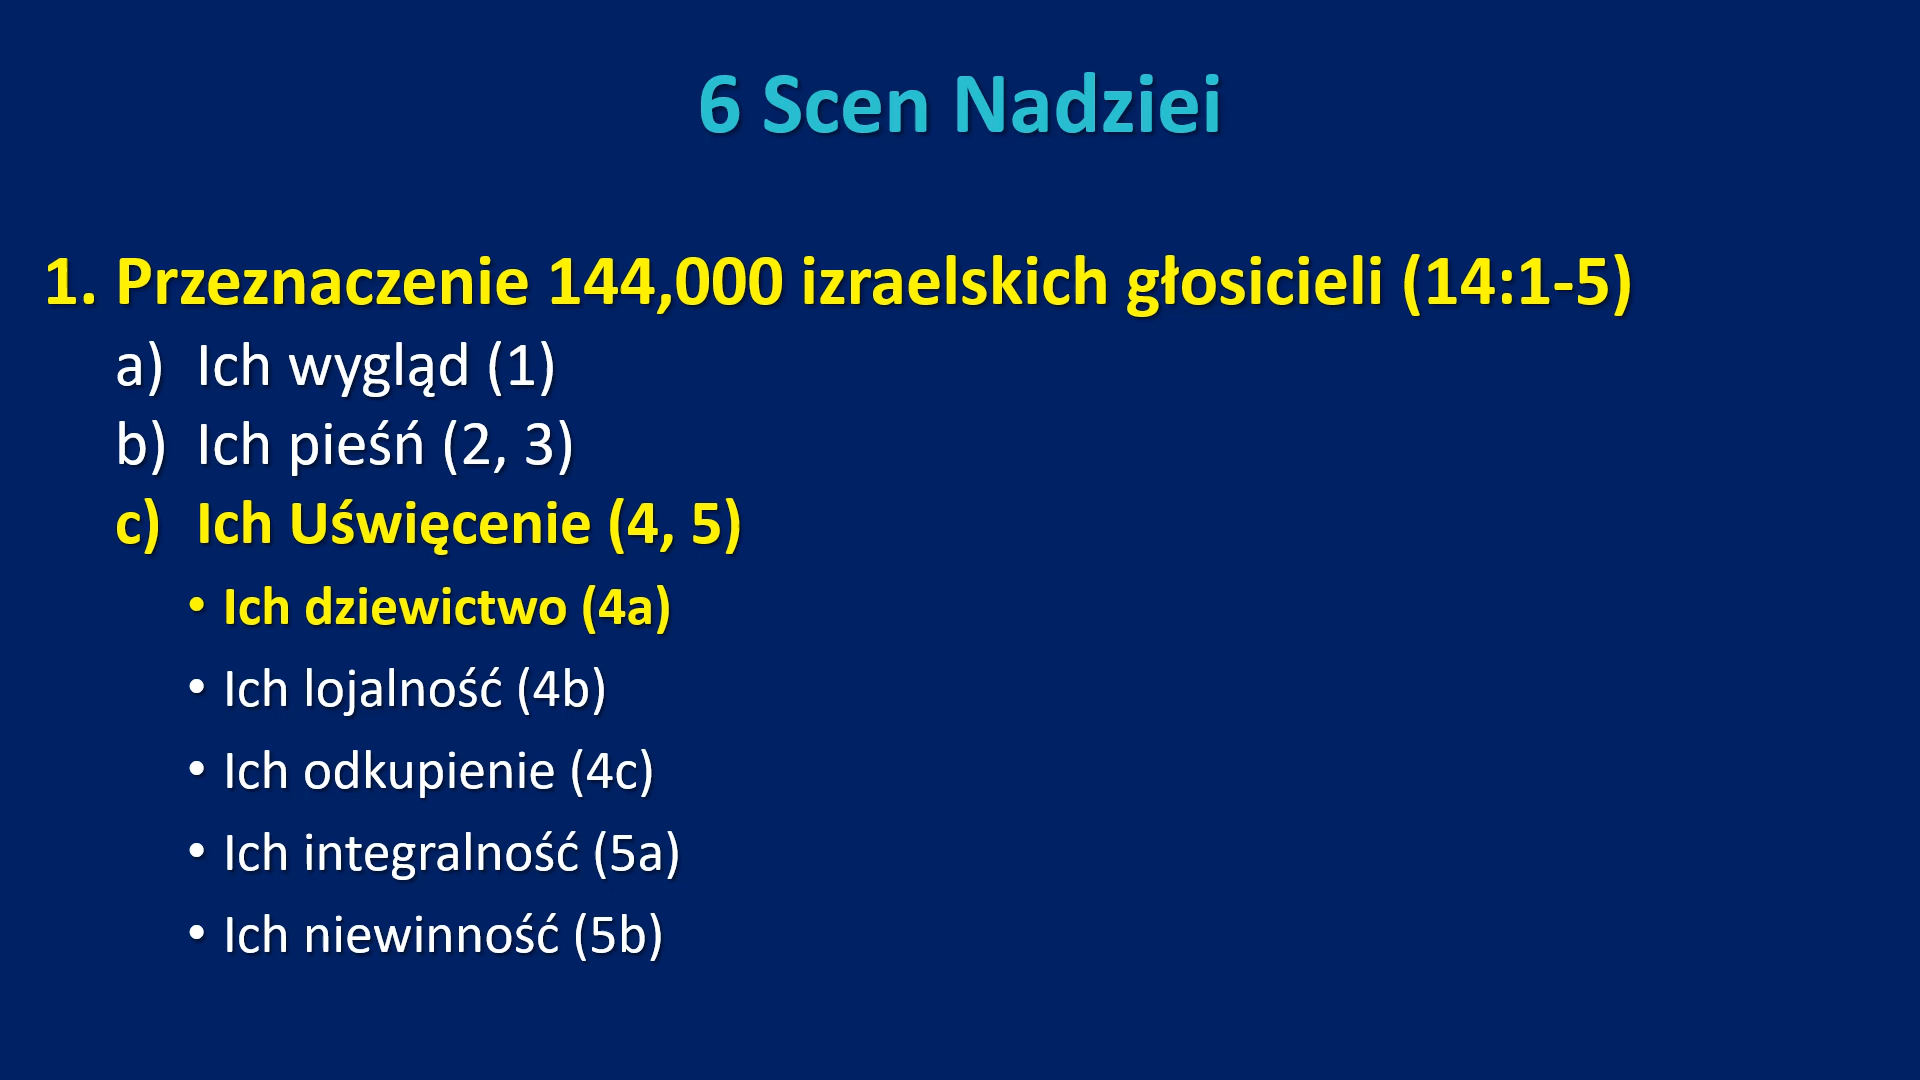 6 Scen Nadziei
1. Przeznaczenie 144,000 izraelskich głosicieli (14:1-5)
a) Ich wygląd (1)
b) Ich pieśń (2, 3)
c) Ich Uświęcenie (4, 5)
• Ich dziewictwo (4a)
• Ich lojalność (4b)
• Ich odkupienie (4c)
• Ich integralność (5a)
• Ich niewinność (5b)